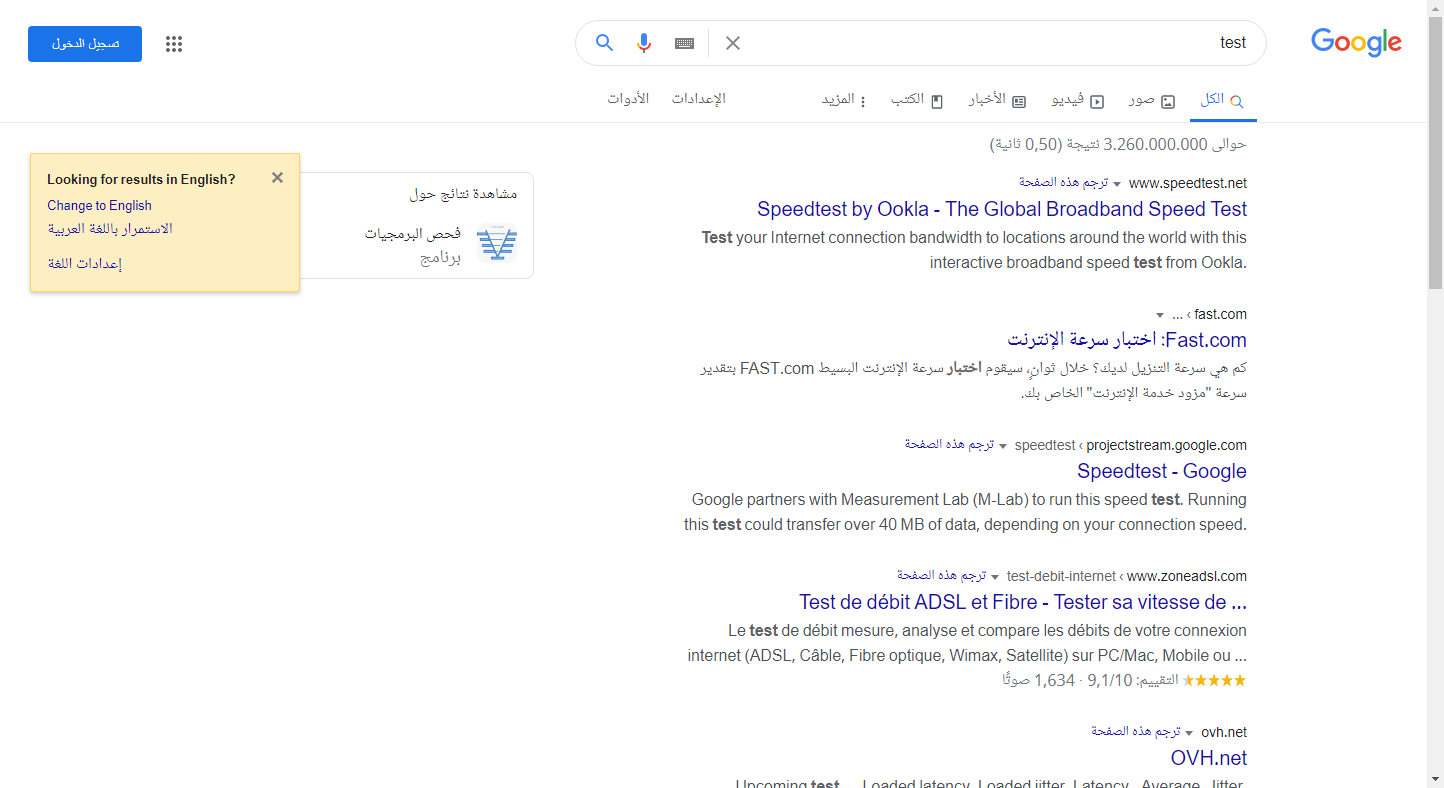 Google
test
تسجيل الدخول
الكل
صور
فيديو
الأخبار
الكتب
المزيد
الإعدادات
الأدوات
حوالى 3.260.000.000 نتيجة (0,50 ثانية)
www.speedtest.net ترجم هذه الصفحة
Speedtest by Ookla - The Global Broadband Speed Test
Test your Internet connection bandwidth to locations around the world with this
interactive broadband speed test from Ookla.
fast.com › ...
Fast.com: اختبار سرعة الإنترنت
كم هي سرعة التنزيل لديك؟ خلال ثوانٍ، سيقوم اختبار سرعة الإنترنت البسيط FAST.com بتقدير
سرعة "مزود خدمة الإنترنت" الخاص بك.
projectstream.google.com › speedtest ترجم هذه الصفحة
Speedtest - Google
Google partners with Measurement Lab (M-Lab) to run this speed test. Running
this test could transfer over 40 MB of data, depending on your connection speed.
www.zoneadsl.com › test-debit-internet ترجم هذه الصفحة
Test de débit ADSL et Fibre - Tester sa vitesse de ...
Le test de débit mesure, analyse et compare les débits de votre connexion
internet (ADSL, Câble, Fibre optique, Wimax, Satellite) sur PC/Mac, Mobile ou ...
التقييم: 9,1/10 · 1,634 صوتًا
ovh.net ترجم هذه الصفحة
OVH.net
Upcoming test ... Loaded latency. Loaded jitter. Latency. Average. Jitter.
مشاهدة نتائج حول
فحص البرمجيات
برنامج
Looking for results in English?
Change to English
الاستمرار باللغة العربية
إعدادات اللغة